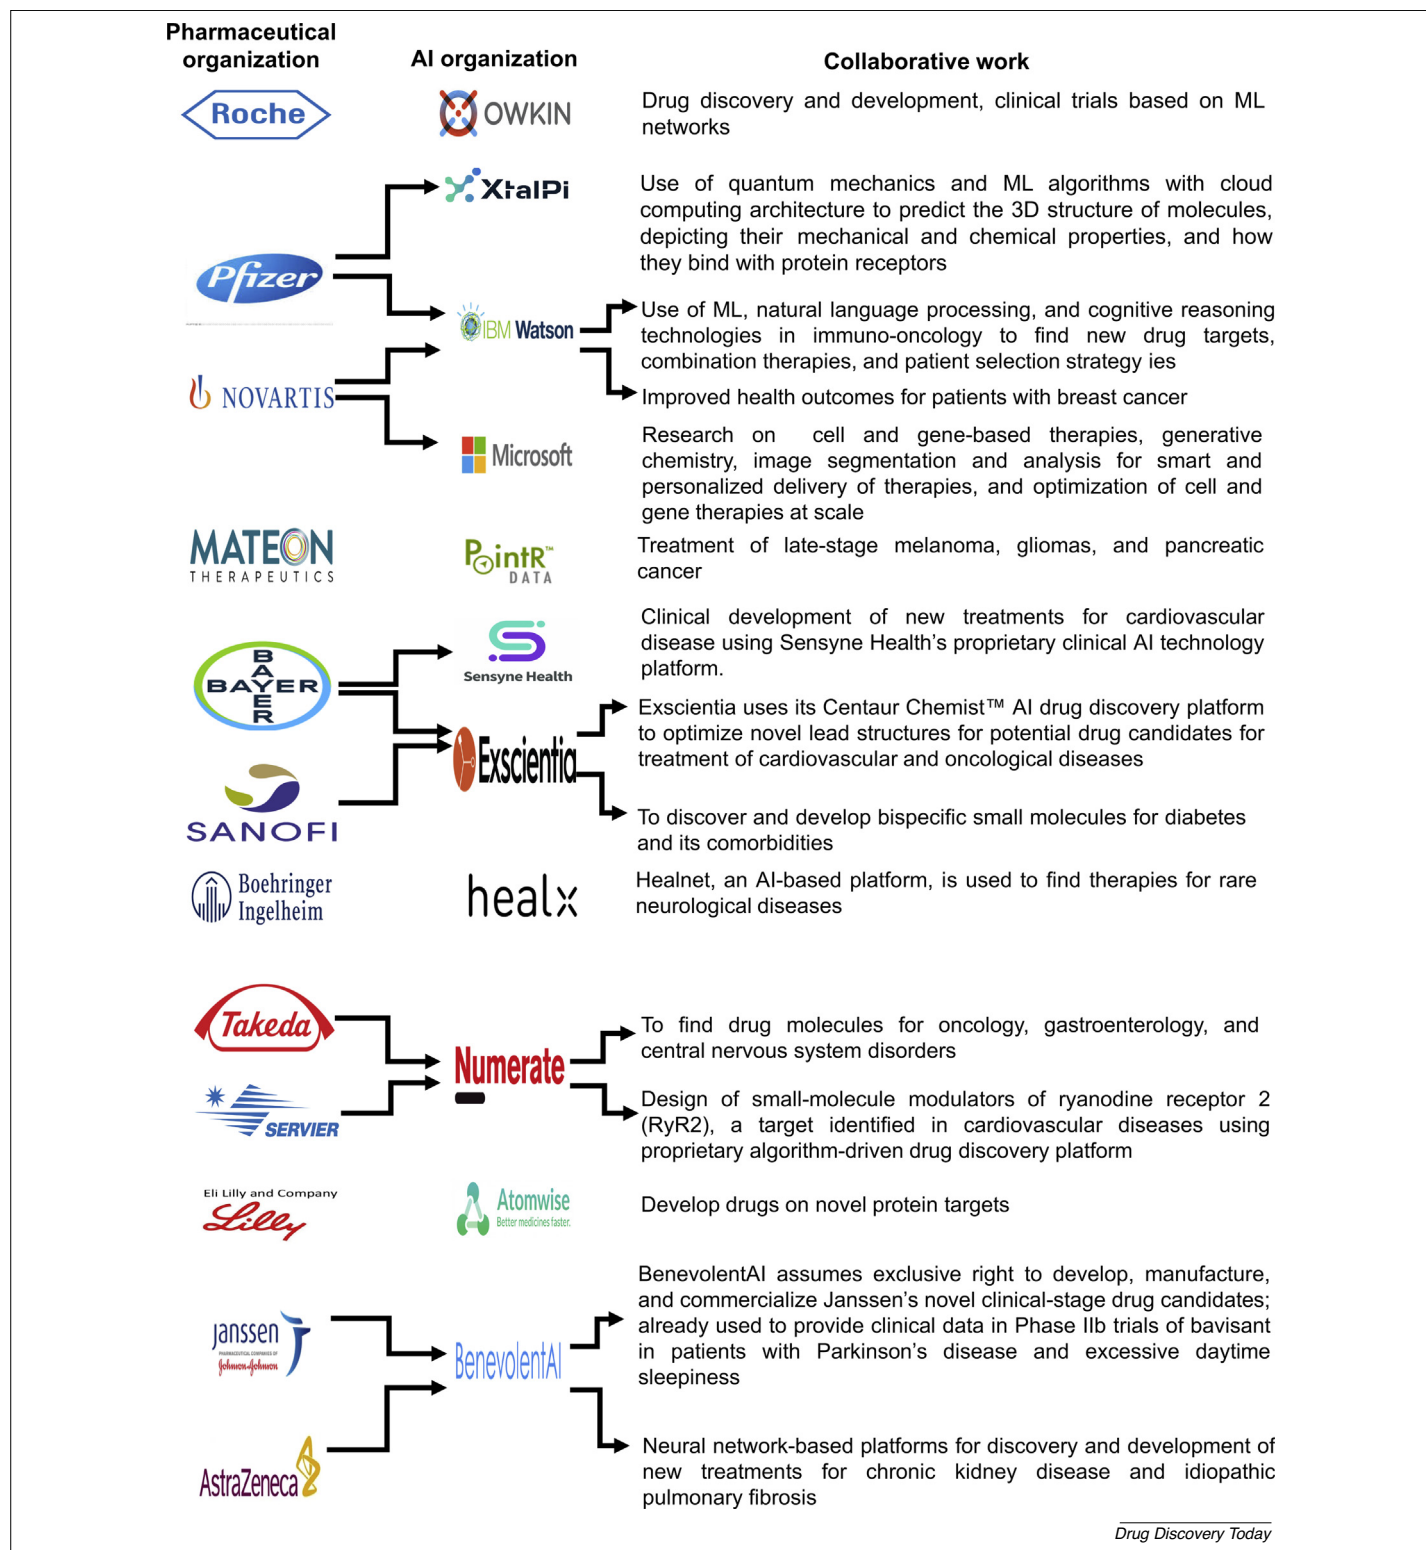 Pharmaceutical
organization
AI organization
Collaborative work
Roche
OWKIN
Drug discovery and development, clinical trials based on ML
networks
XtalPi
Use of quantum mechanics and ML algorithms with cloud
computing architecture to predict the 3D structure of molecules,
depicting their mechanical and chemical properties, and how
they bind with protein receptors
Pfizer
IBM Watson
Use of ML, natural language processing, and cognitive reasoning
technologies in immuno-oncology to find new drug targets,
combination therapies, and patient selection strategy ies
NOVARTIS
Improved health outcomes for patients with breast cancer
Microsoft
Research on cell and gene-based therapies, generative
chemistry, image segmentation and analysis for smart and
personalized delivery of therapies, and optimization of cell and
gene therapies at scale
MATEON
THERAPEUTICS
PointR™
DATA
Treatment of late-stage melanoma, gliomas, and pancreatic
cancer
Sensyne Health
Clinical development of new treatments for cardiovascular
disease using Sensyne Health's proprietary clinical AI technology
platform.
BAYER
BAYER
Exscientia
Exscientia uses its Centaur Chemist™ AI drug discovery platform
to optimize novel lead structures for potential drug candidates for
treatment of cardiovascular and oncological diseases
SANOFI
To discover and develop bispecific small molecules for diabetes
and its comorbidities
Boehringer
Ingelheim
healx
Healnet, an AI-based platform, is used to find therapies for rare
neurological diseases
Takeda
Numerate
To find drug molecules for oncology, gastroenterology, and
central nervous system disorders
SERVIER
Design of small-molecule modulators of ryanodine receptor 2
(RyR2), a target identified in cardiovascular diseases using
proprietary algorithm-driven drug discovery platform
Eli Lilly and Company
Lilly
Atomwise
Better medicines faster.
Develop drugs on novel protein targets
janssen
PHARMACEUTICAL COMPANIES OF
Johnson&Johnson
BenevolentAI
BenevolentAI assumes exclusive right to develop, manufacture,
and commercialize Janssen's novel clinical-stage drug candidates;
already used to provide clinical data in Phase IIb trials of bavisant
in patients with Parkinson's disease and excessive daytime
sleepiness
AstraZeneca
Neural network-based platforms for discovery and development of
new treatments for chronic kidney disease and idiopathic
pulmonary fibrosis
Drug Discovery Today